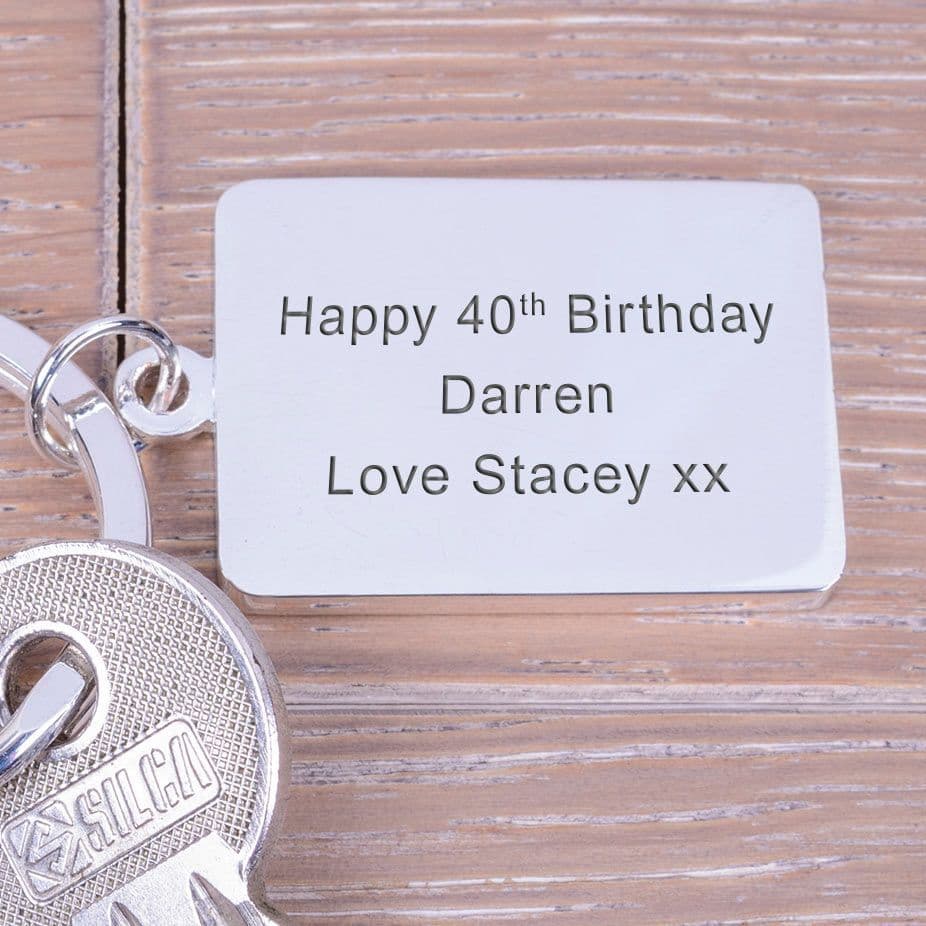 Happy 40th Birthday
Darren
Love Stacey xx
SILCA